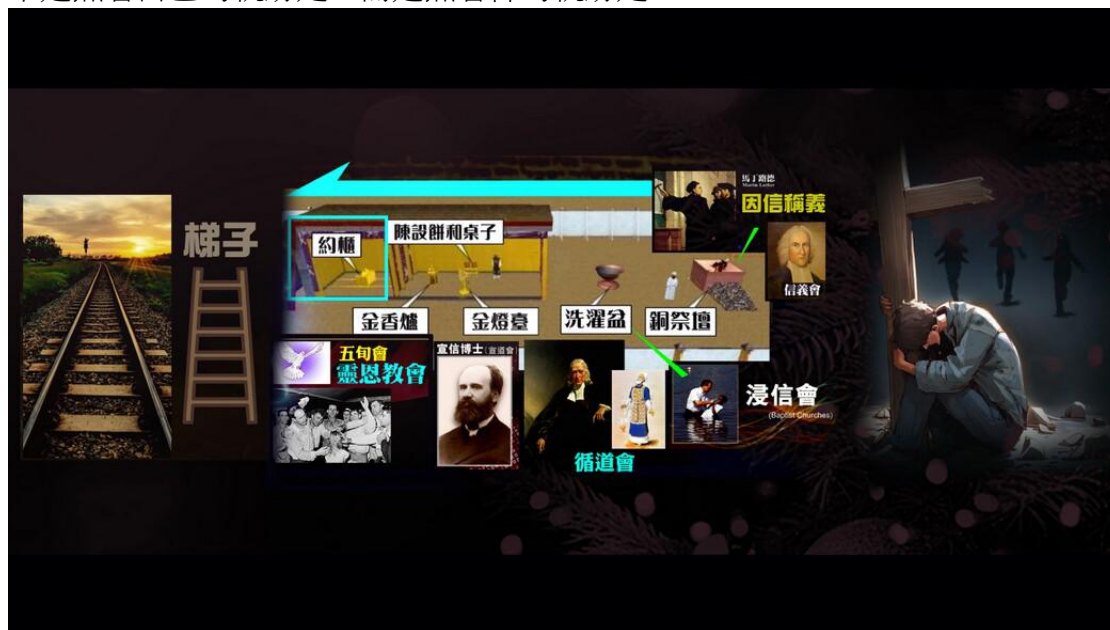 梯子
約櫃
陳設餅和桌子
金香爐
金燈臺
洗濯盆
銅祭壇
馬丁路德
Martin Luther
因信稱義
信義會
五旬會
靈恩教會
宣信博士(宣道會)
循道會
浸信會
(Baptist Churches)